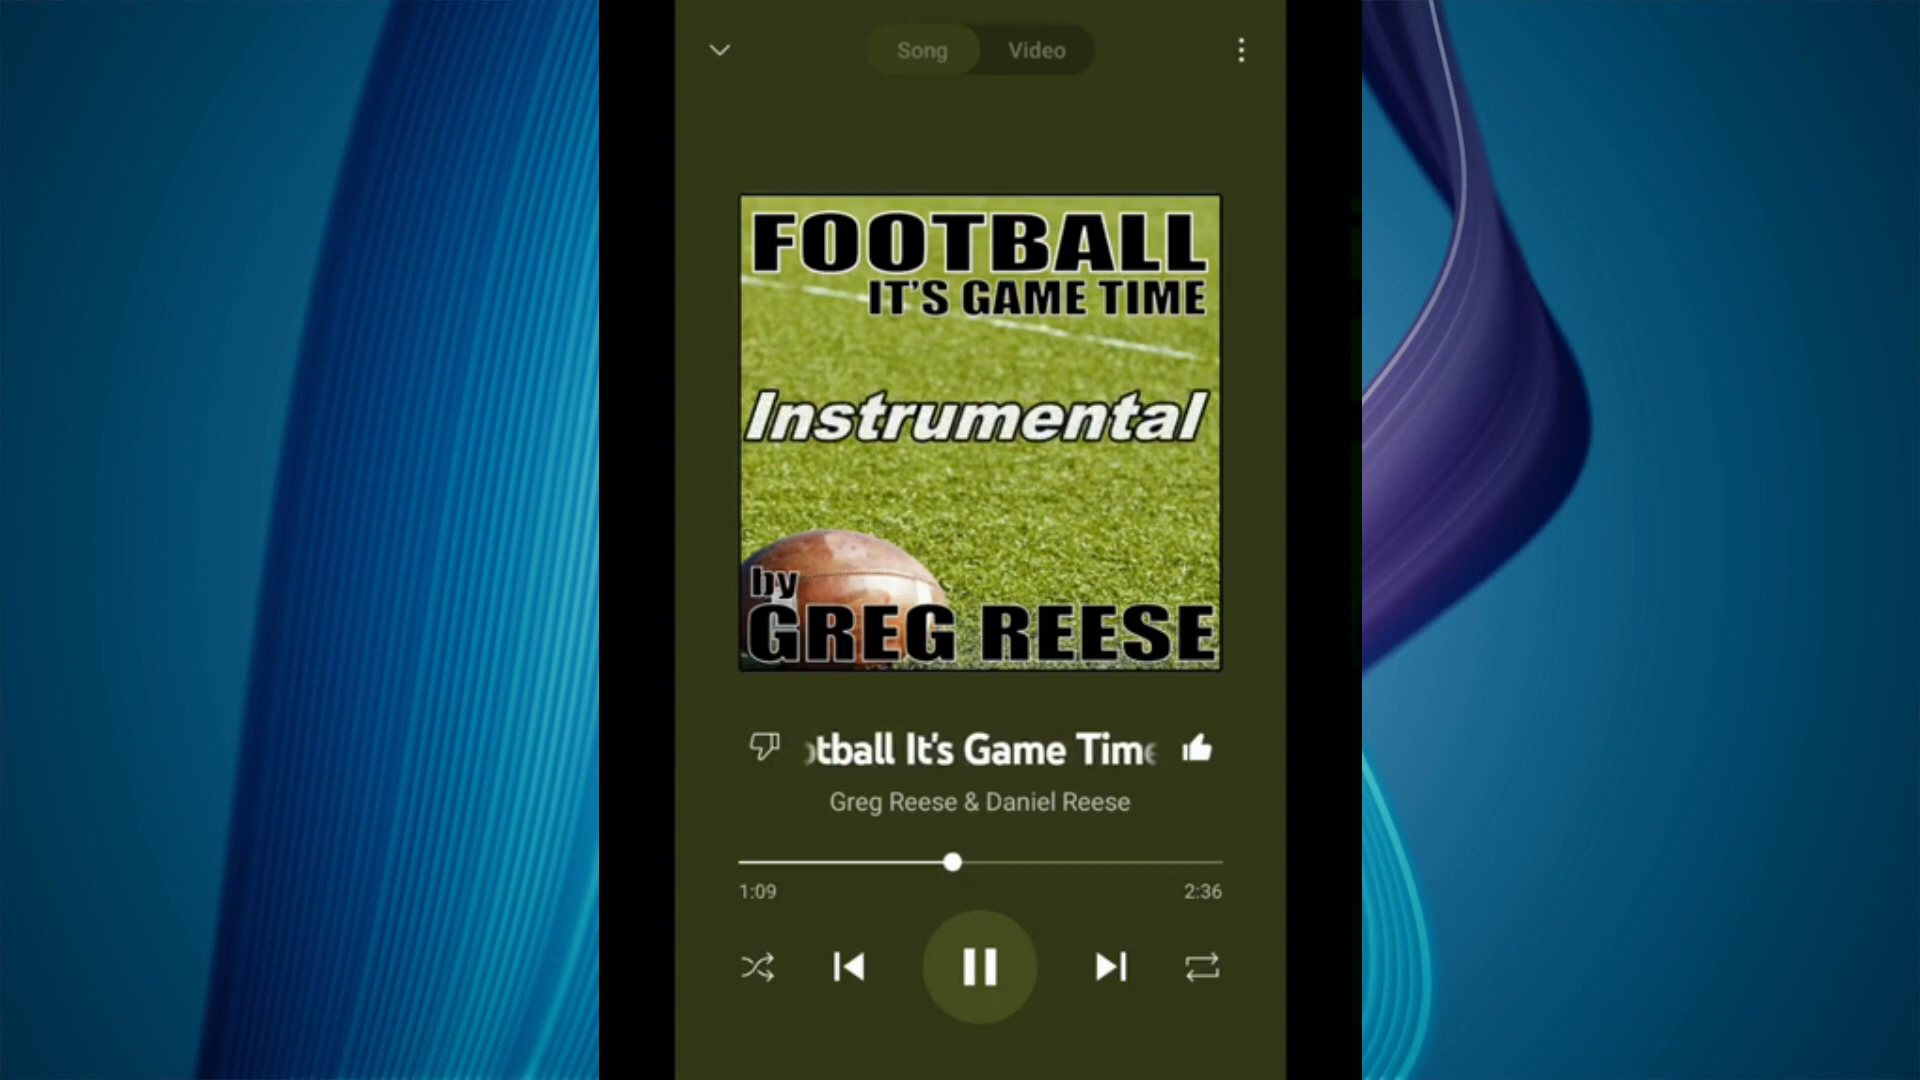 Song Video
FOOTBALL
IT'S GAME TIME
Instrumental
by
GREG REESE
tball It's Game Time
Greg Reese & Daniel Reese
1:09 2:36